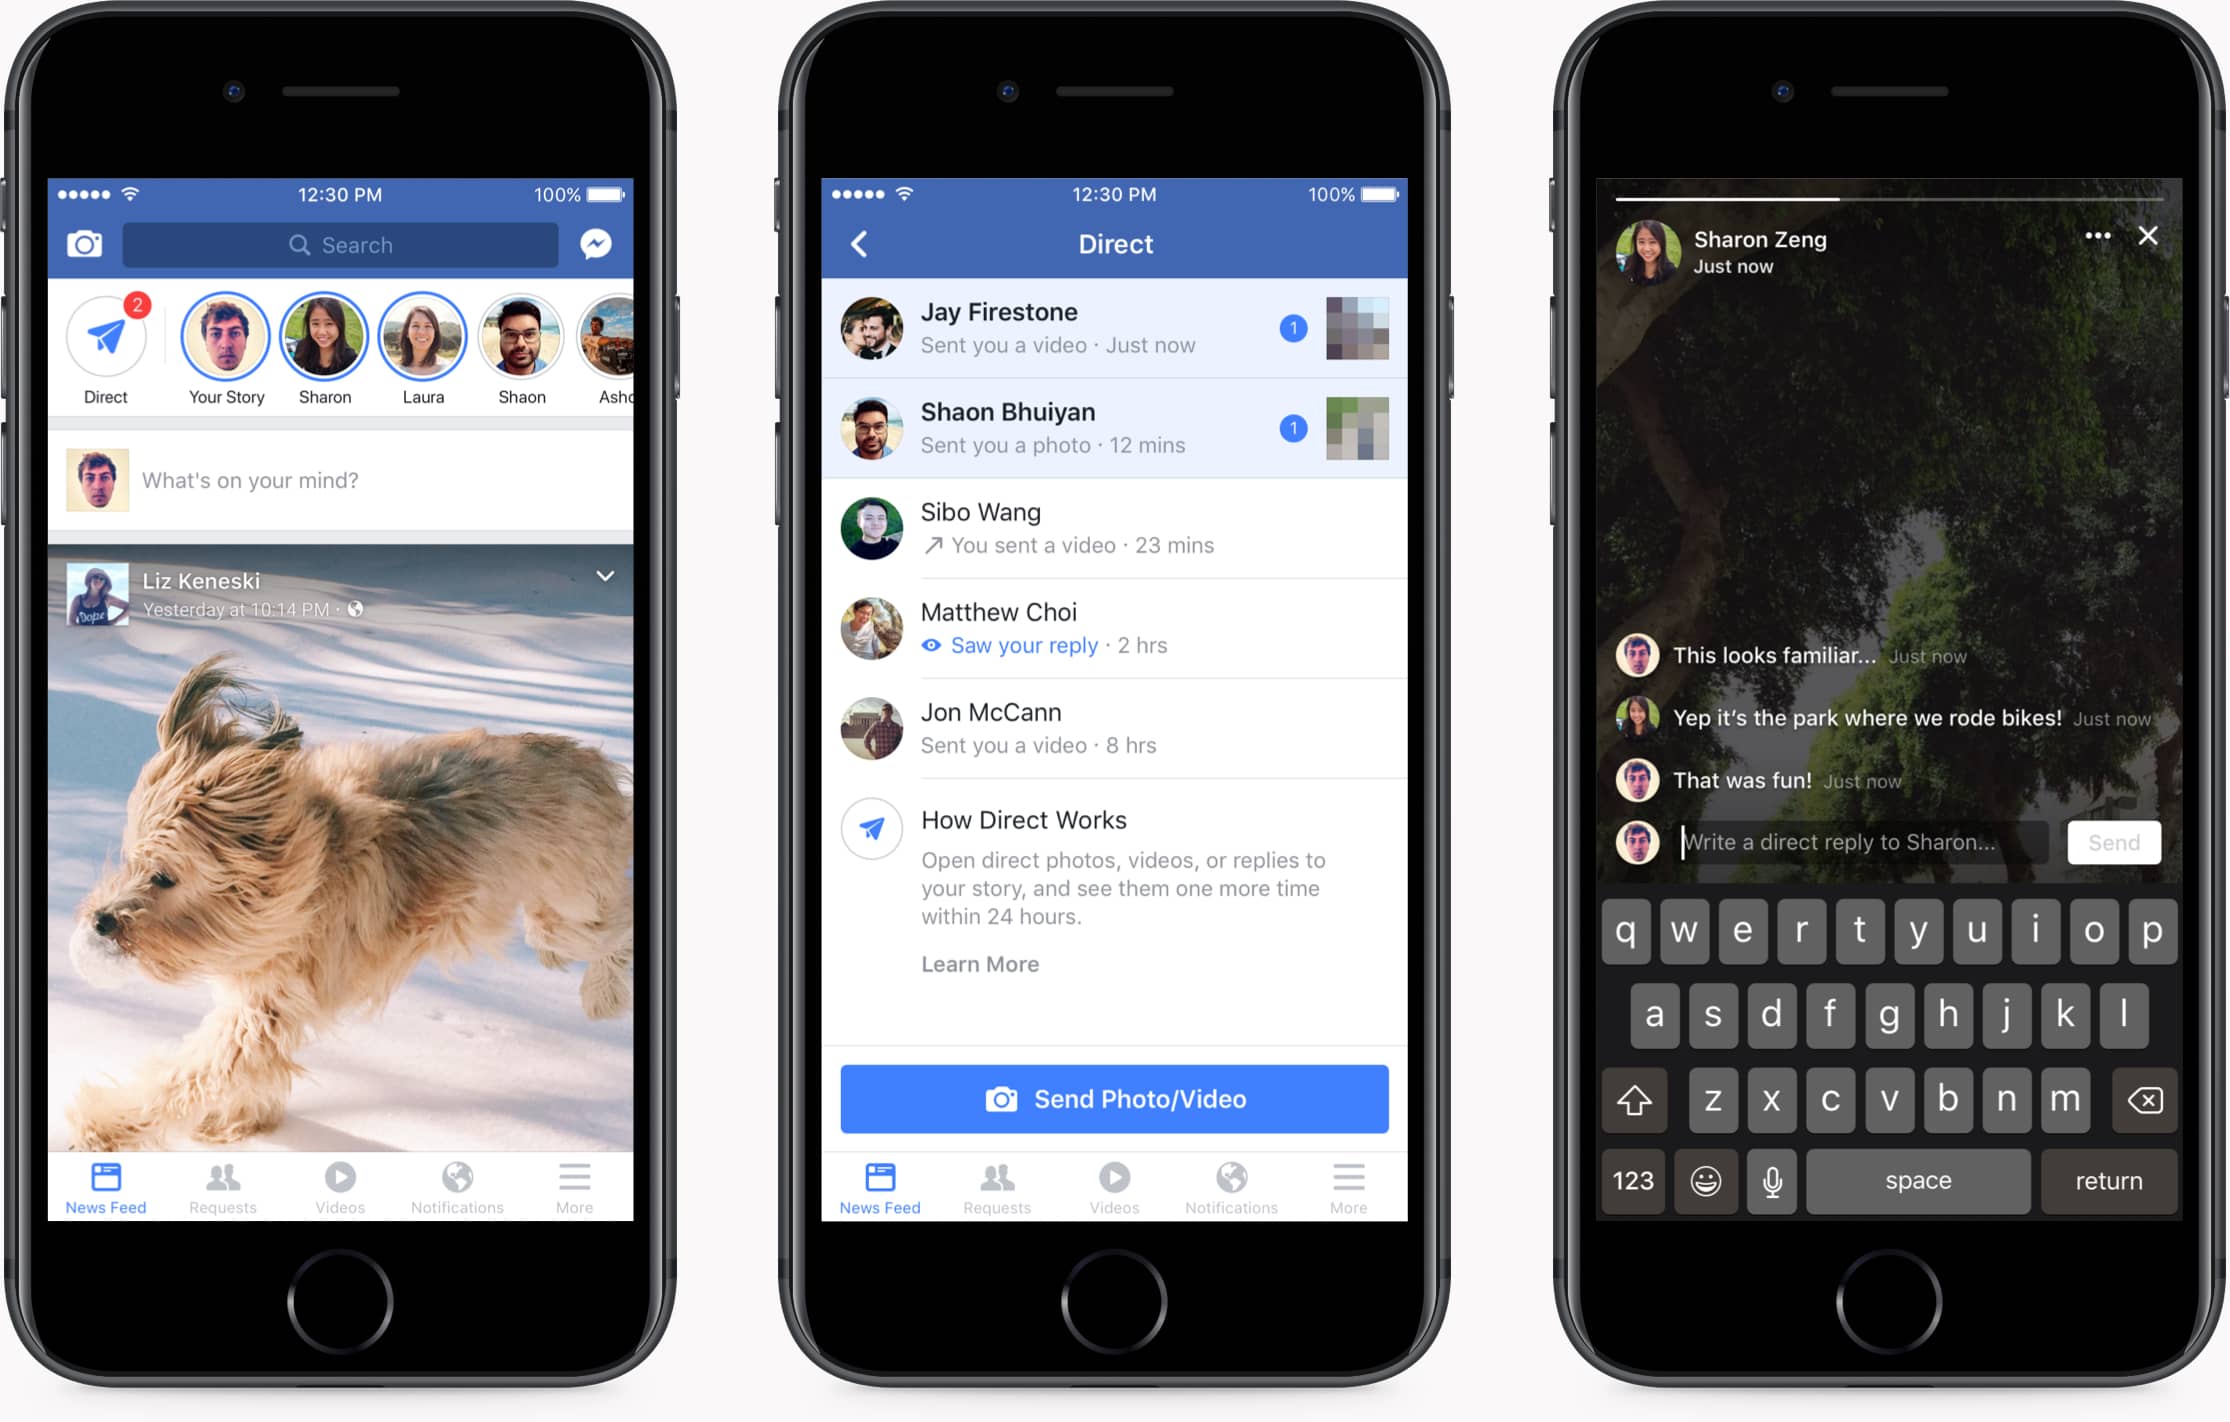 12:30 PM
100%
Search
2
Direct
Your Story
Sharon
Laura
Shaon
What's on your mind?
Liz Keneski
Yesterday at 10:14 PM ·
Dope
News Feed
Requests
Videos
Notifications
More
12:30 PM
100%
Direct
Jay Firestone
Sent you a video · Just now
1
Shaon Bhuiyan
Sent you a photo · 12 mins
1
Sibo Wang
You sent a video · 23 mins
Matthew Choi
Saw your reply · 2 hrs
Jon McCann
Sent you a video · 8 hrs
How Direct Works
Open direct photos, videos, or replies to
your story, and see them one more time
within 24 hours.
Learn More
Send Photo/Video
News Feed
Requests
Videos
Notifications
More
Sharon Zeng
Just now
This looks familiar... Just now
Yep it's the park where we rode bikes! Just now
That was fun! Just now
Write a direct reply to Sharon...
Send
q w e r t y u i o p
a s d f g h j k l
z x c v b n m
123
space
return